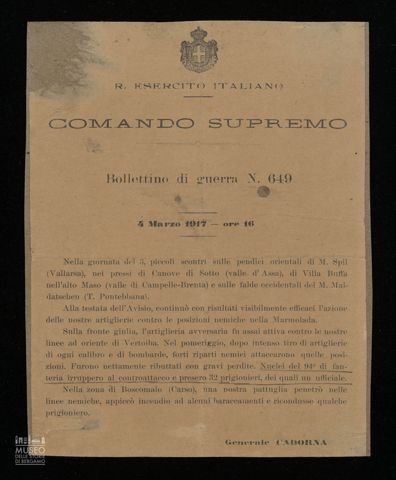 R. ESERCITO ITALIANO
COMANDO SUPREMO
Bollettino di guerra N. 649
4 Marzo 1917 — ore 16
Nella giornata del 3, piccoli scontri sulle pendici orientali di M. Spil
(Vallarsa), nei pressi di Canove di Sotto (valle d'Assa), di Villa Buffa
nell'alto Maso (valle di Campelle-Brenta) e sulle falde occidentali del M. Mal-
datschen (T. Pontebbana).
Alla testata dell'Avisio, continuò con risultati visibilmente efficaci l'azione
delle nostre artiglierie contro le posizioni nemiche nella Marmolada.
Sulla fronte giulia, l'artiglieria avversaria fu assai attiva contro le nostre
linee ad oriente di Vertoiba. Nel pomeriggio, dopo intenso tiro di artiglerie
di ogni calibro e di bombarde, forti riparti nemici attaccarono quelle posi-
zioni. Furono nettamente ributtati con gravi perdite. Nuclei del 94º di fan-
teria irruppero al controattacco e presero 32 prigionieri, dei quali un ufficiale.
Nella zona di Boscomalo (Carso), una nostra pattuglia penetrò nelle
linee nemiche, appiccò incendio ad alcuni baraccamenti e ricondusse qualche
prigioniero.
Generale CADORNA
MUSEO
DELLE STORIE
DI BERGAMO